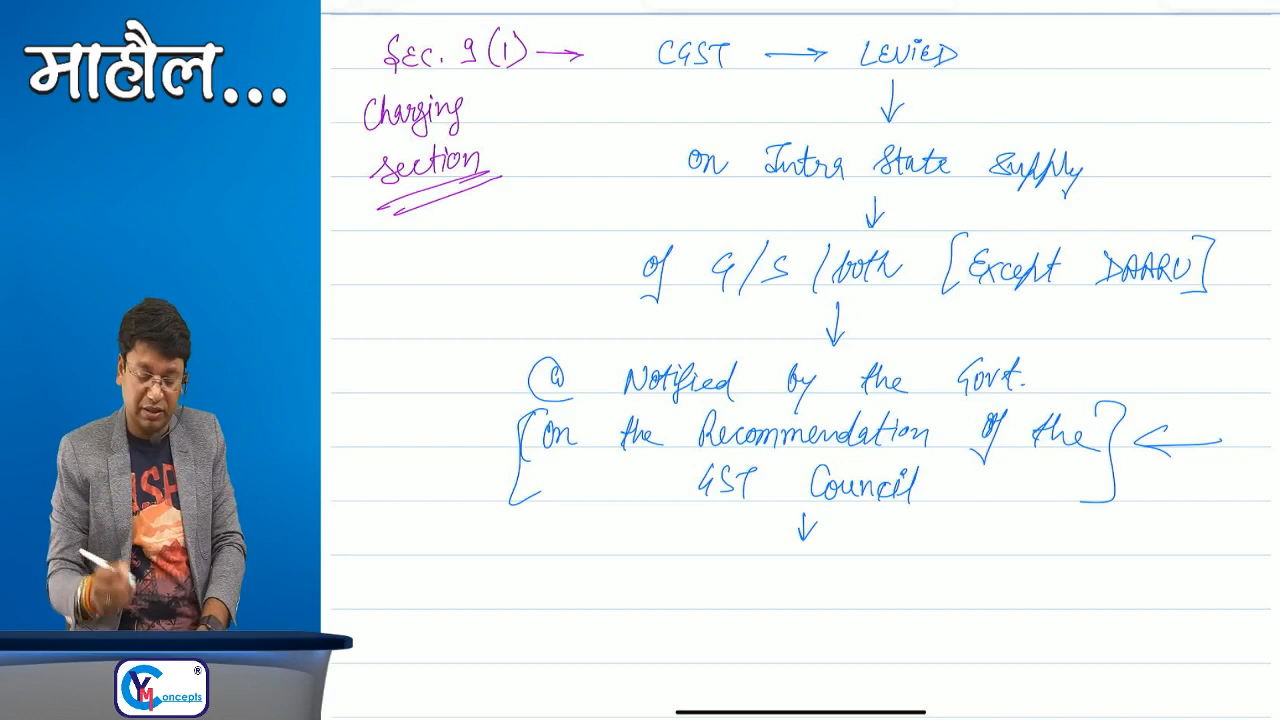 माहौल...
Sec. 9 (1) → CGST → LEVIED
Charging
section
on Intra State supply
of G/S / both [Except DAARU]
@ Notified by the Govt.
[on the Recommendation of the
GST Council]
YM Concepts ®